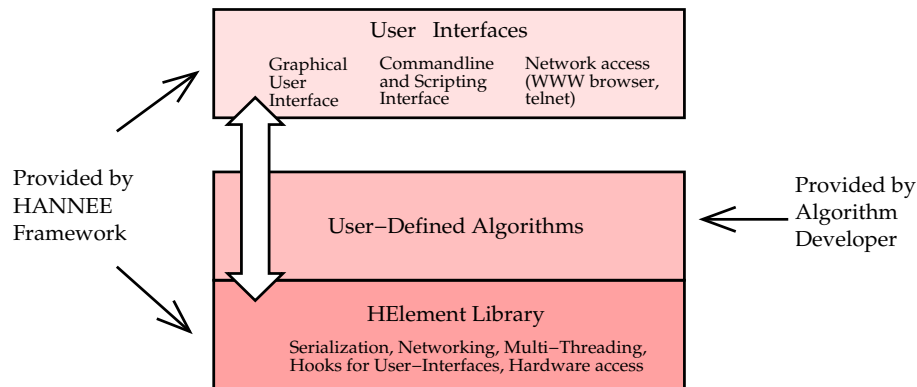 User Interfaces
Graphical
User
Interface
Commandline
and Scripting
Interface
Network access
(WWW browser,
telnet)
Provided by
HANNEE
Framework
User−Defined Algorithms
Provided by
Algorithm
Developer
HElement Library
Serialization, Networking, Multi−Threading,
Hooks for User−Interfaces, Hardware access